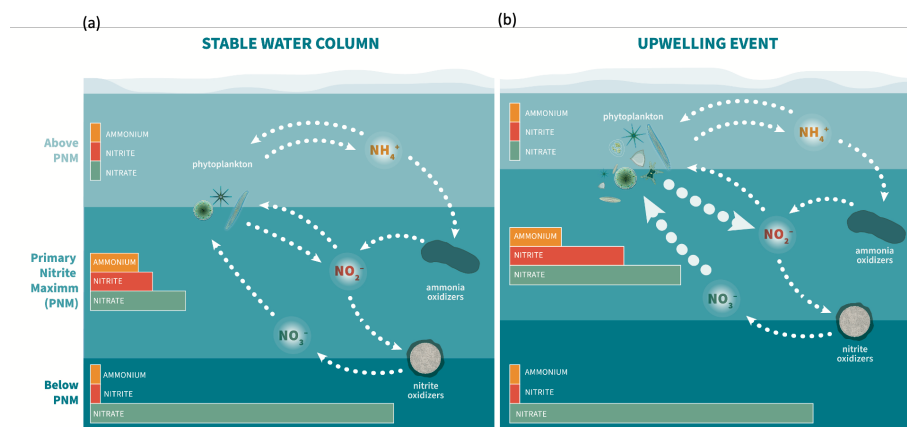 (a)
(b)
STABLE WATER COLUMN
UPWELLING EVENT
Above
PNM
AMMONIUM
NITRITE
NITRATE
phytoplankton
NH₄⁺
Primary
Nitrite
Maximm
(PNM)
AMMONIUM
NITRITE
NITRATE
NO₂⁻
ammonia
oxidizers
NO₃⁻
nitrite
oxidizers
Below
PNM
AMMONIUM
NITRITE
NITRATE
AMMONIUM
NITRITE
NITRATE
phytoplankton
NH₄⁺
AMMONIUM
NITRITE
NITRATE
NO₂⁻
ammonia
oxidizers
NO₃⁻
nitrite
oxidizers
AMMONIUM
NITRITE
NITRATE